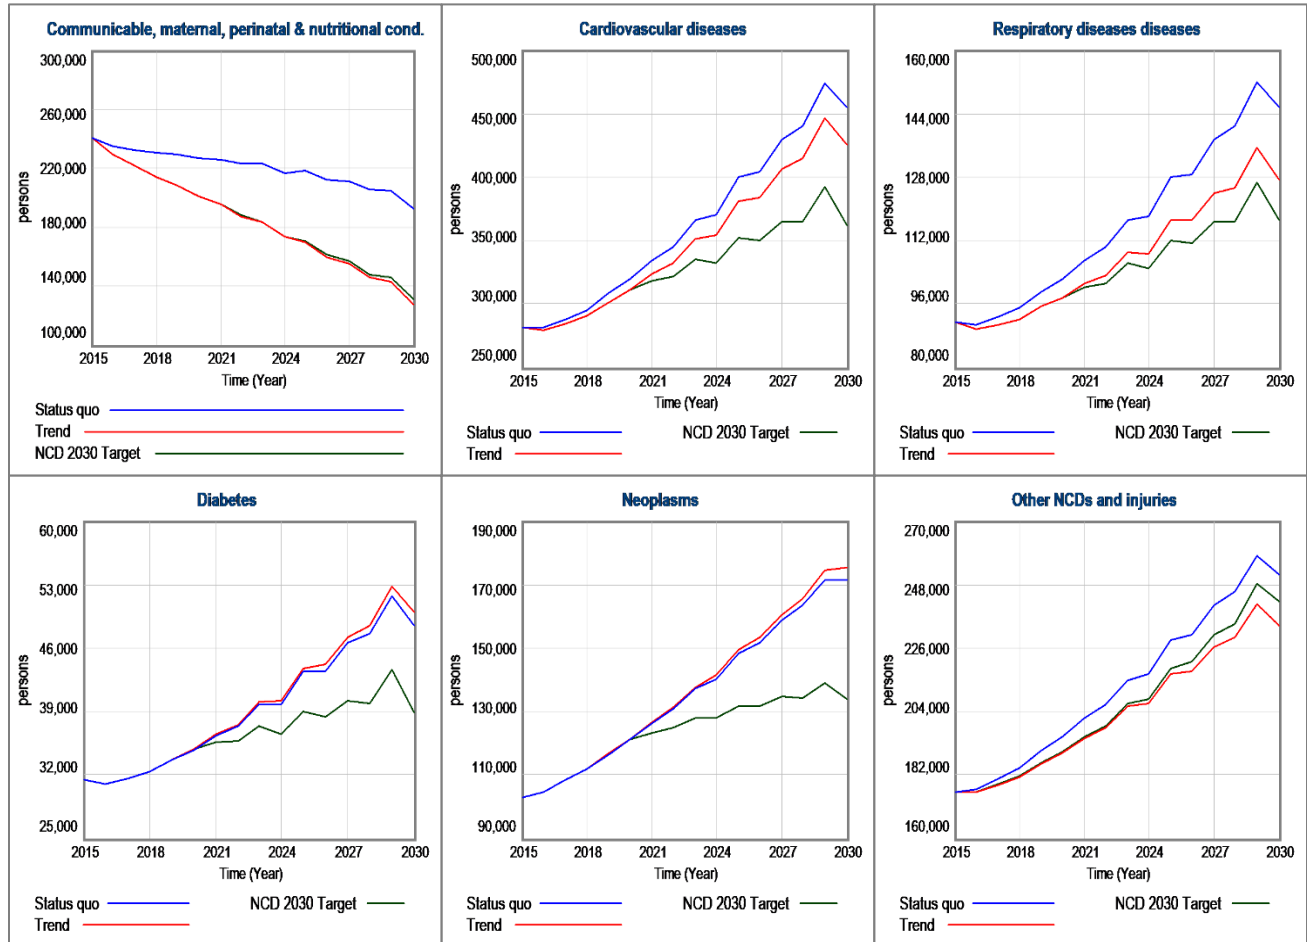 Communicable, maternal, perinatal & nutritional cond.
300,000
260,000
220,000
180,000
140,000
100,000
persons
2015 2018 2021 2024 2027 2030
Time (Year)
Status quo
Trend
NCD 2030 Target
Cardiovascular diseases
500,000
450,000
400,000
350,000
300,000
250,000
persons
2015 2018 2021 2024 2027 2030
Time (Year)
Status quo NCD 2030 Target
Trend
Respiratory diseases diseases
160,000
144,000
128,000
112,000
96,000
80,000
persons
2015 2018 2021 2024 2027 2030
Time (Year)
Status quo NCD 2030 Target
Trend
Diabetes
60,000
53,000
46,000
39,000
32,000
25,000
persons
2015 2018 2021 2024 2027 2030
Time (Year)
Status quo NCD 2030 Target
Trend
Neoplasms
190,000
170,000
150,000
130,000
110,000
90,000
persons
2015 2018 2021 2024 2027 2030
Time (Year)
Status quo NCD 2030 Target
Trend
Other NCDs and injuries
270,000
248,000
226,000
204,000
182,000
160,000
persons
2015 2018 2021 2024 2027 2030
Time (Year)
Status quo NCD 2030 Target
Trend